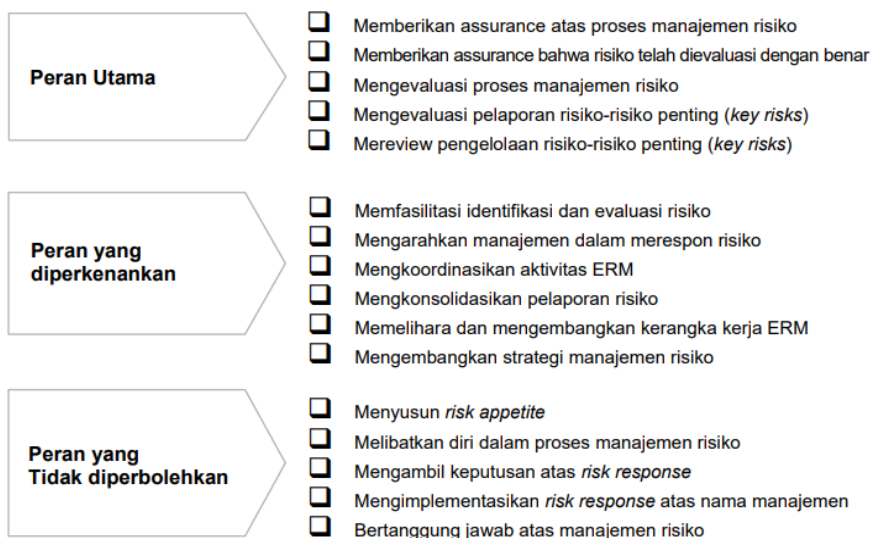 Peran Utama
❑ Memberikan assurance atas proses manajemen risiko
❑ Memberikan assurance bahwa risiko telah dievaluasi dengan benar
❑ Mengevaluasi proses manajemen risiko
❑ Mengevaluasi pelaporan risiko-risiko penting (key risks)
❑ Mereview pengelolaan risiko-risiko penting (key risks)
Peran yang
diperkenankan
❑ Memfasilitasi identifikasi dan evaluasi risiko
❑ Mengarahkan manajemen dalam merespon risiko
❑ Mengkoordinasikan aktivitas ERM
❑ Mengkonsolidasikan pelaporan risiko
❑ Memelihara dan mengembangkan kerangka kerja ERM
❑ Mengembangkan strategi manajemen risiko
Peran yang
Tidak diperbolehkan
❑ Menyusun risk appetite
❑ Melibatkan diri dalam proses manajemen risiko
❑ Mengambil keputusan atas risk response
❑ Mengimplementasikan risk response atas nama manajemen
❑ Bertanggung jawab atas manajemen risiko